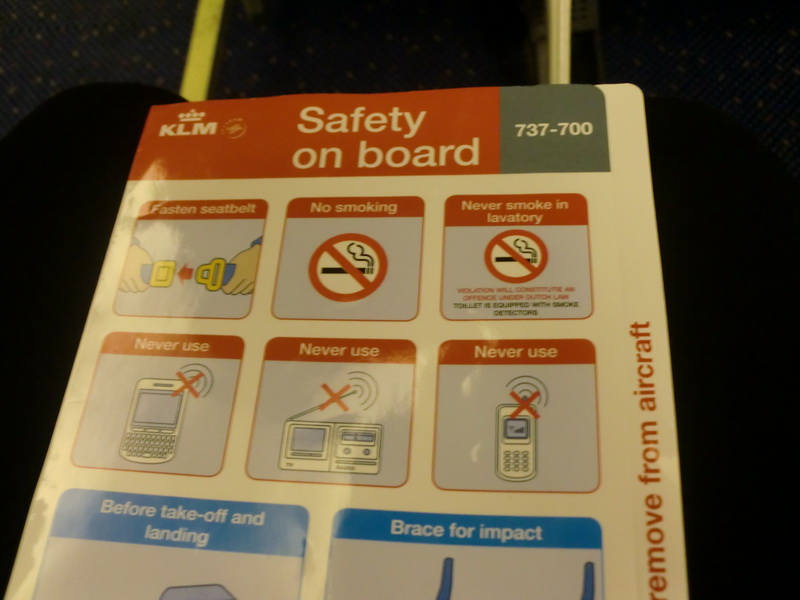 KLM
Safety
on board
737-700
Fasten seatbelt
No smoking
Never smoke in
lavatory
VIOLATION WILL CONSTITUTE AN
OFFENCE UNDER DUTCH LAW
TOILET IS EQUIPPED WITH SMOKE
DETECTORS
Never use
Never use
TV
RADIO
Never use
Before take-off and
landing
Brace for impact
remove from aircraft